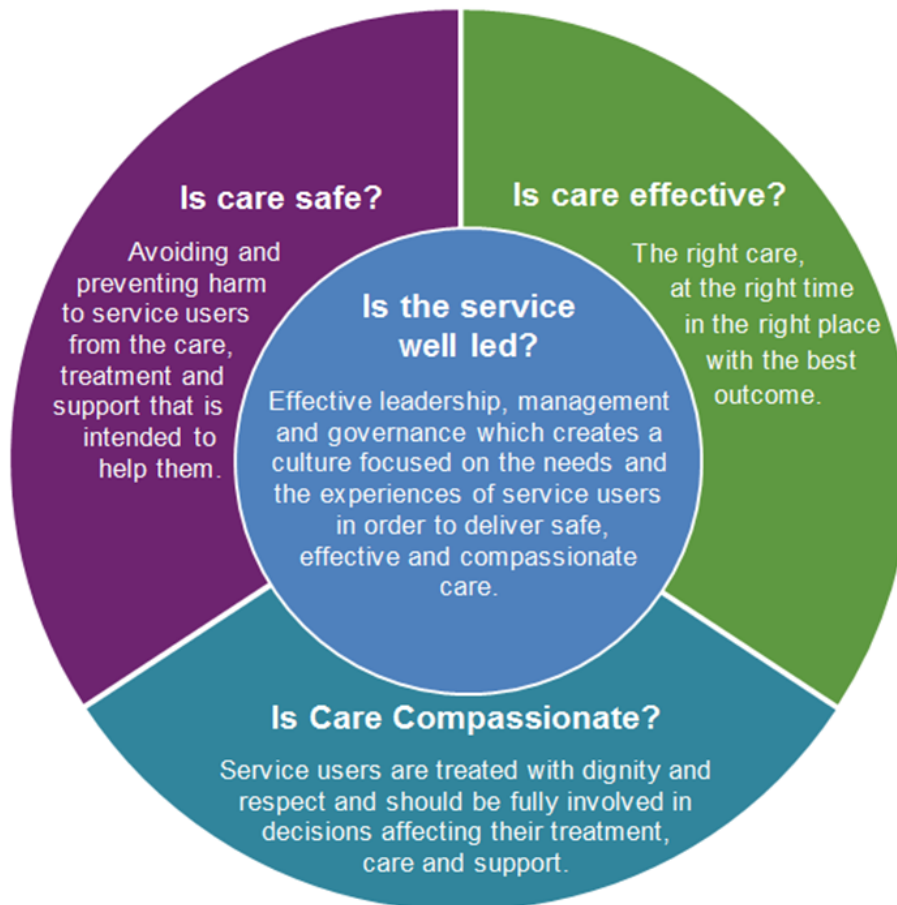 Is care safe?
Avoiding and
preventing harm
to service users
from the care,
treatment and
support that is
intended to
help them.
Is care effective?
The right care,
at the right time
in the right place
with the best
outcome.
Is the service
well led?
Effective leadership, management
and governance which creates a
culture focused on the needs and
the experiences of service users
in order to deliver safe,
effective and compassionate
care.
Is Care Compassionate?
Service users are treated with dignity and
respect and should be fully involved in
decisions affecting their treatment,
care and support.